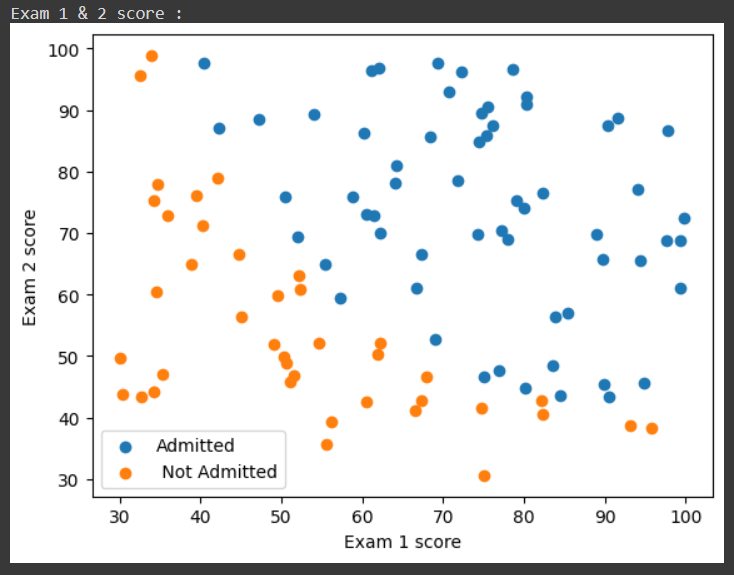 Exam 1 & 2 score :
100
90
80
70
60
50
40
30
Exam 2 score
Admitted
Not Admitted
30 40 50 60 70 80 90 100
Exam 1 score